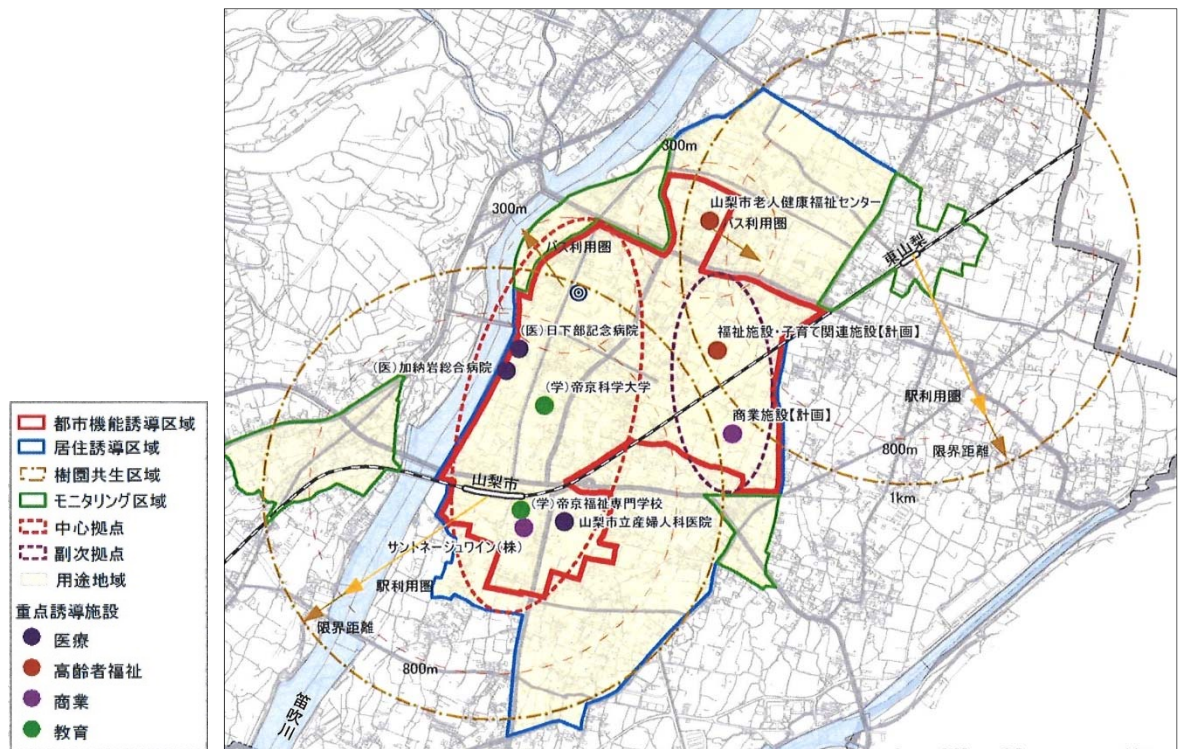 300m
300m
山梨市老人健康福祉センター
バス利用圏
バス利用圏
東山梨
(医)日下部記念病院
福祉施設・子育て関連施設【計画】
(医)加納岩総合病院
(学)帝京科学大学
駅利用圏
商業施設【計画】
800m
限界距離
1km
山梨市
(学)帝京福祉専門学校
山梨市立産婦人科医院
サントネージュワイン(株)
駅利用圏
限界距離
800m
笛吹川
都市機能誘導区域
居住誘導区域
樹園共生区域
モニタリング区域
中心拠点
副次拠点
用途地域
重点誘導施設
医療
高齢者福祉
商業
教育